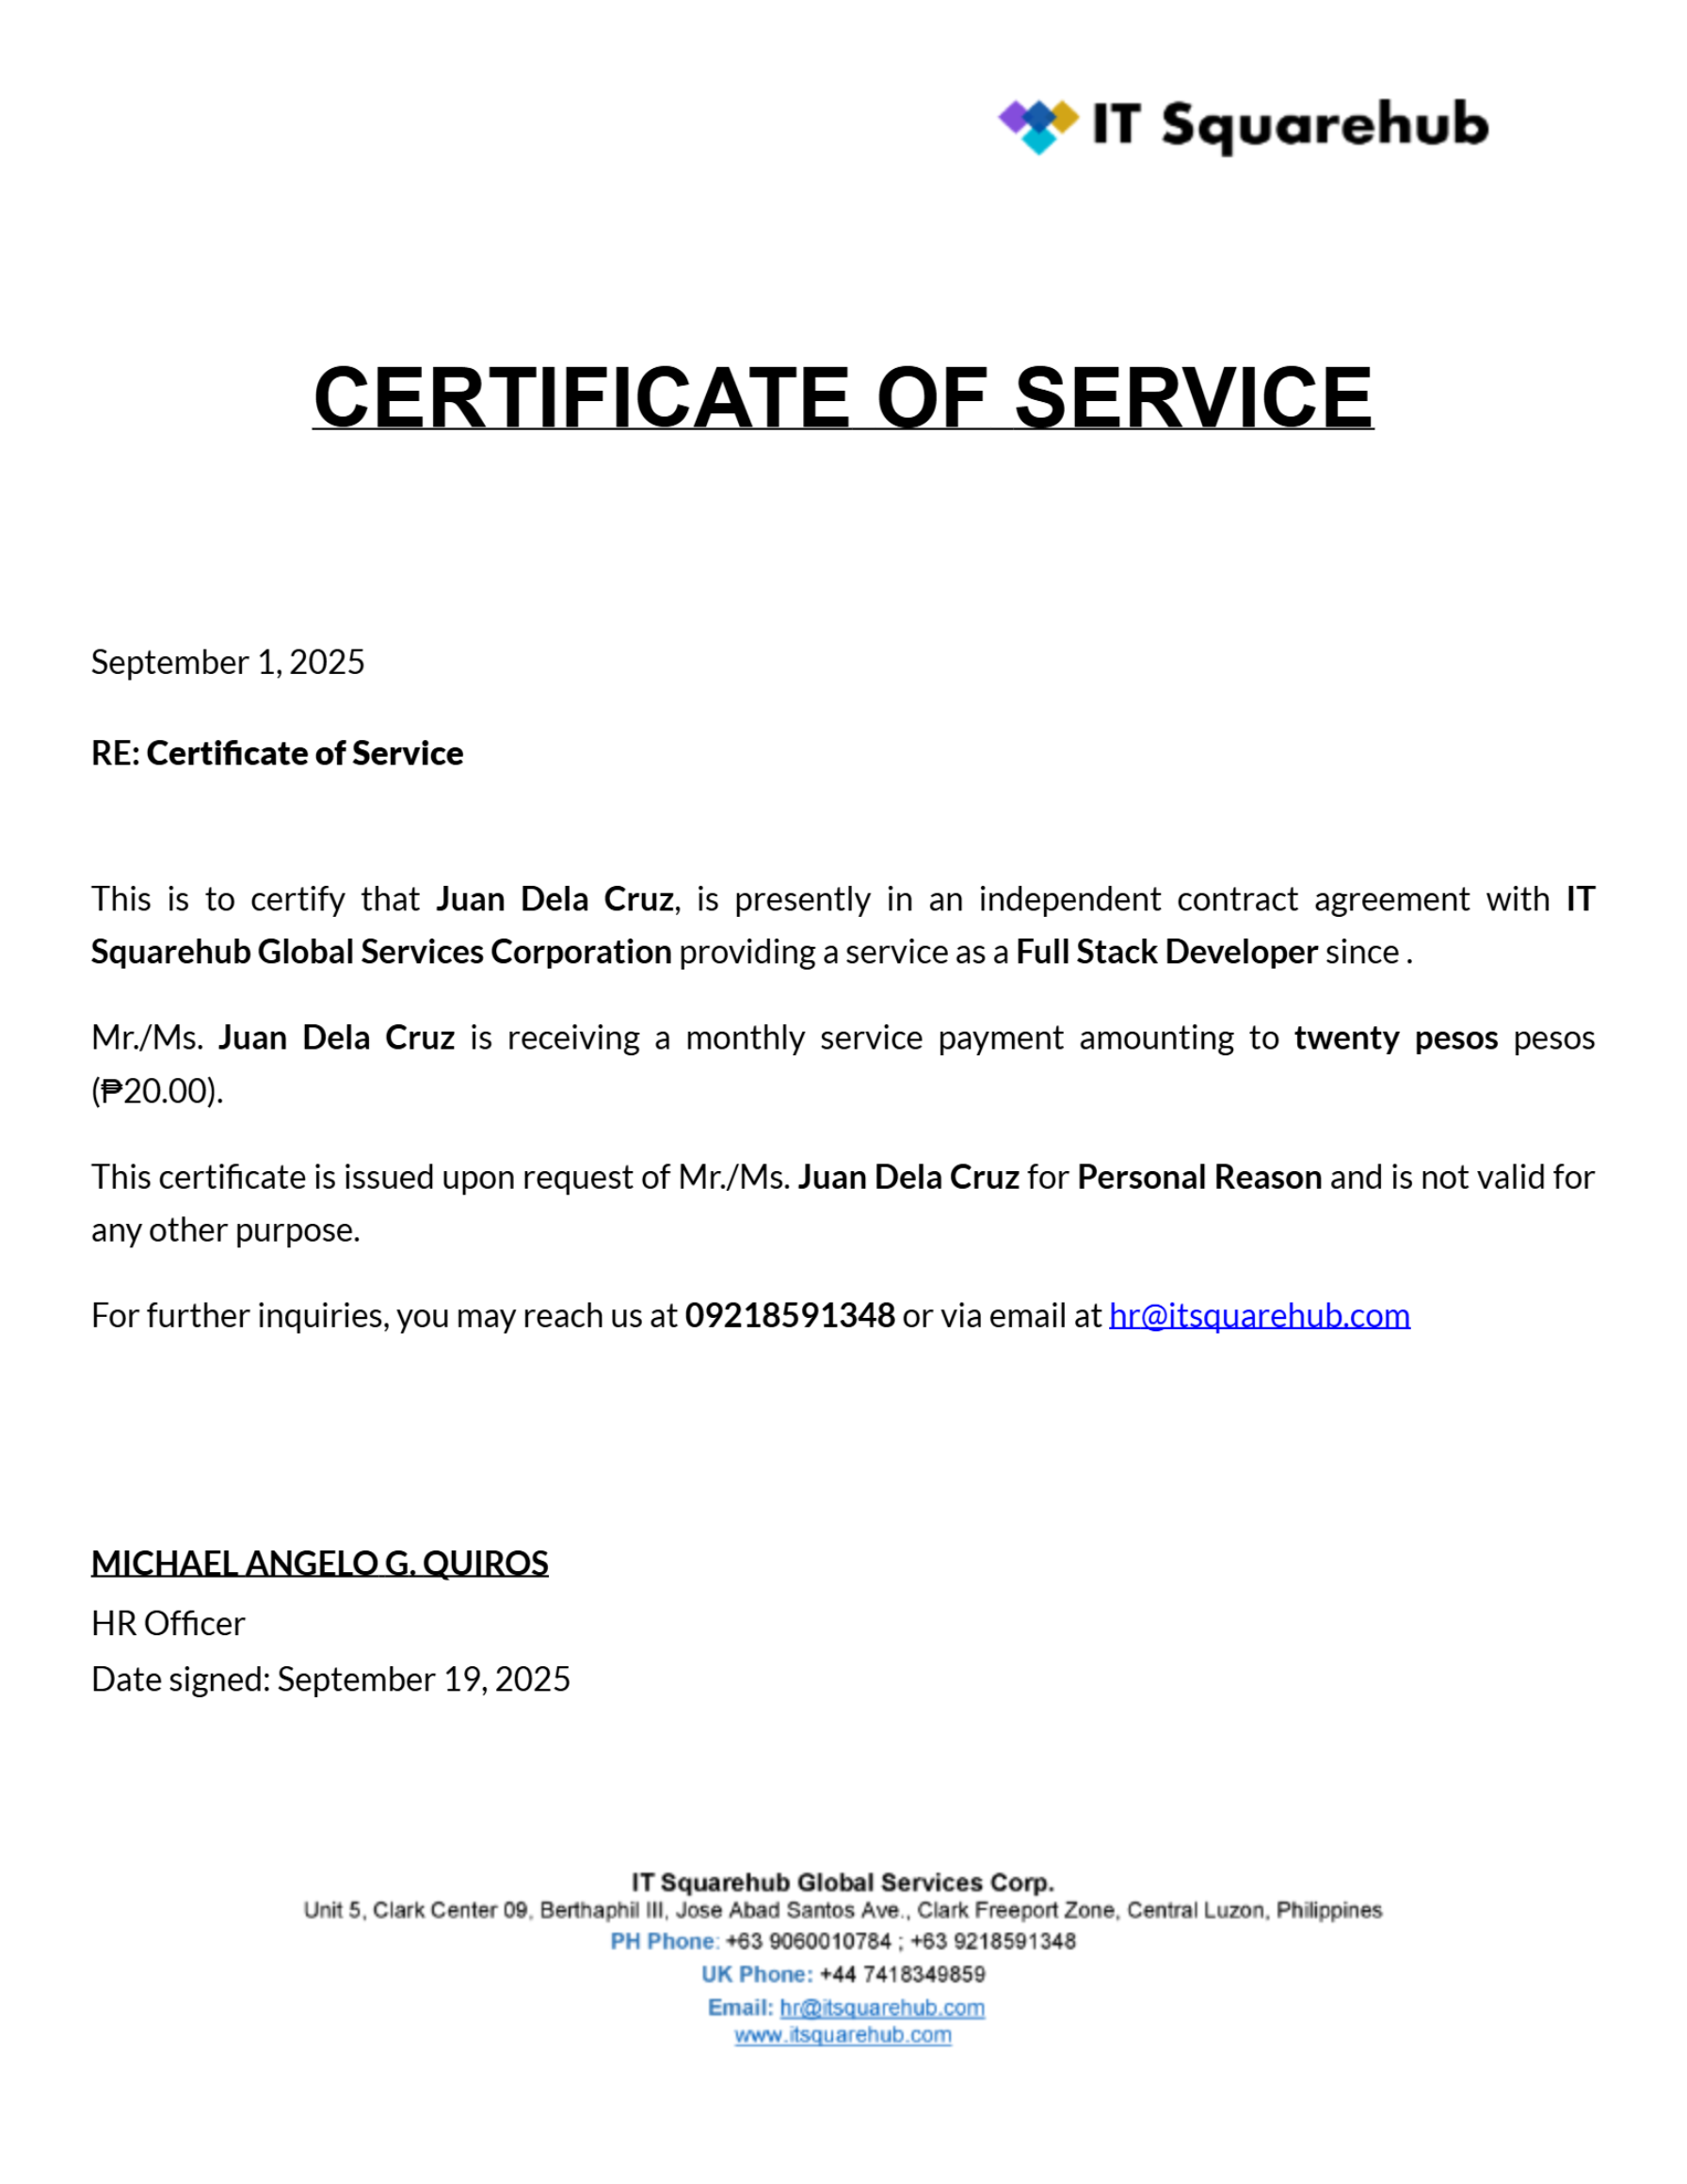 IT Squarehub
CERTIFICATE OF SERVICE
September 1, 2025
RE: Certificate of Service
This is to certify that Juan Dela Cruz, is presently in an independent contract agreement with IT
Squarehub Global Services Corporation providing a service as a Full Stack Developer since .
Mr./Ms. Juan Dela Cruz is receiving a monthly service payment amounting to twenty pesos pesos
(₱20.00).
This certificate is issued upon request of Mr./Ms. Juan Dela Cruz for Personal Reason and is not valid for
any other purpose.
For further inquiries, you may reach us at 09218591348 or via email at hr@itsquarehub.com
MICHAEL ANGELO G. QUIROS
HR Officer
Date signed: September 19, 2025
IT Squarehub Global Services Corp.
Unit 5, Clark Center 09, Berthaphil III, Jose Abad Santos Ave., Clark Freeport Zone, Central Luzon, Philippines
PH Phone: +63 9060010784 ; +63 9218591348
UK Phone: +44 7418349859
Email: hr@itsquarehub.com
www.itsquarehub.com